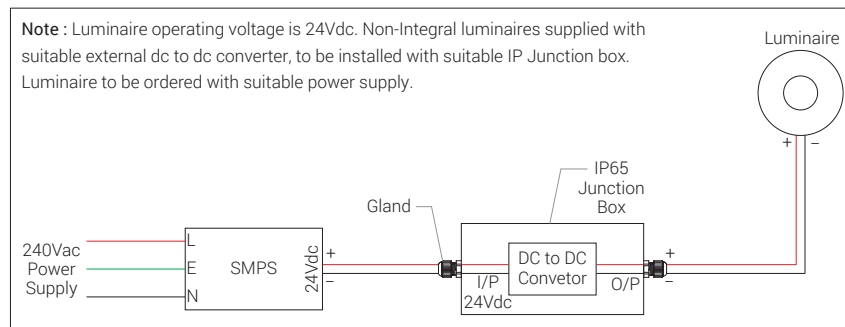 Note : Luminaire operating voltage is 24Vdc. Non-Integral luminaires supplied with
suitable external dc to dc converter, to be installed with suitable IP Junction box.
Luminaire to be ordered with suitable power supply.
Luminaire
+ –
IP65
Junction
Box
Gland
240Vac
Power
Supply
L
E
N
SMPS
24Vdc
+
–
I/P
24Vdc
DC to DC
Convetor
O/P
+
–